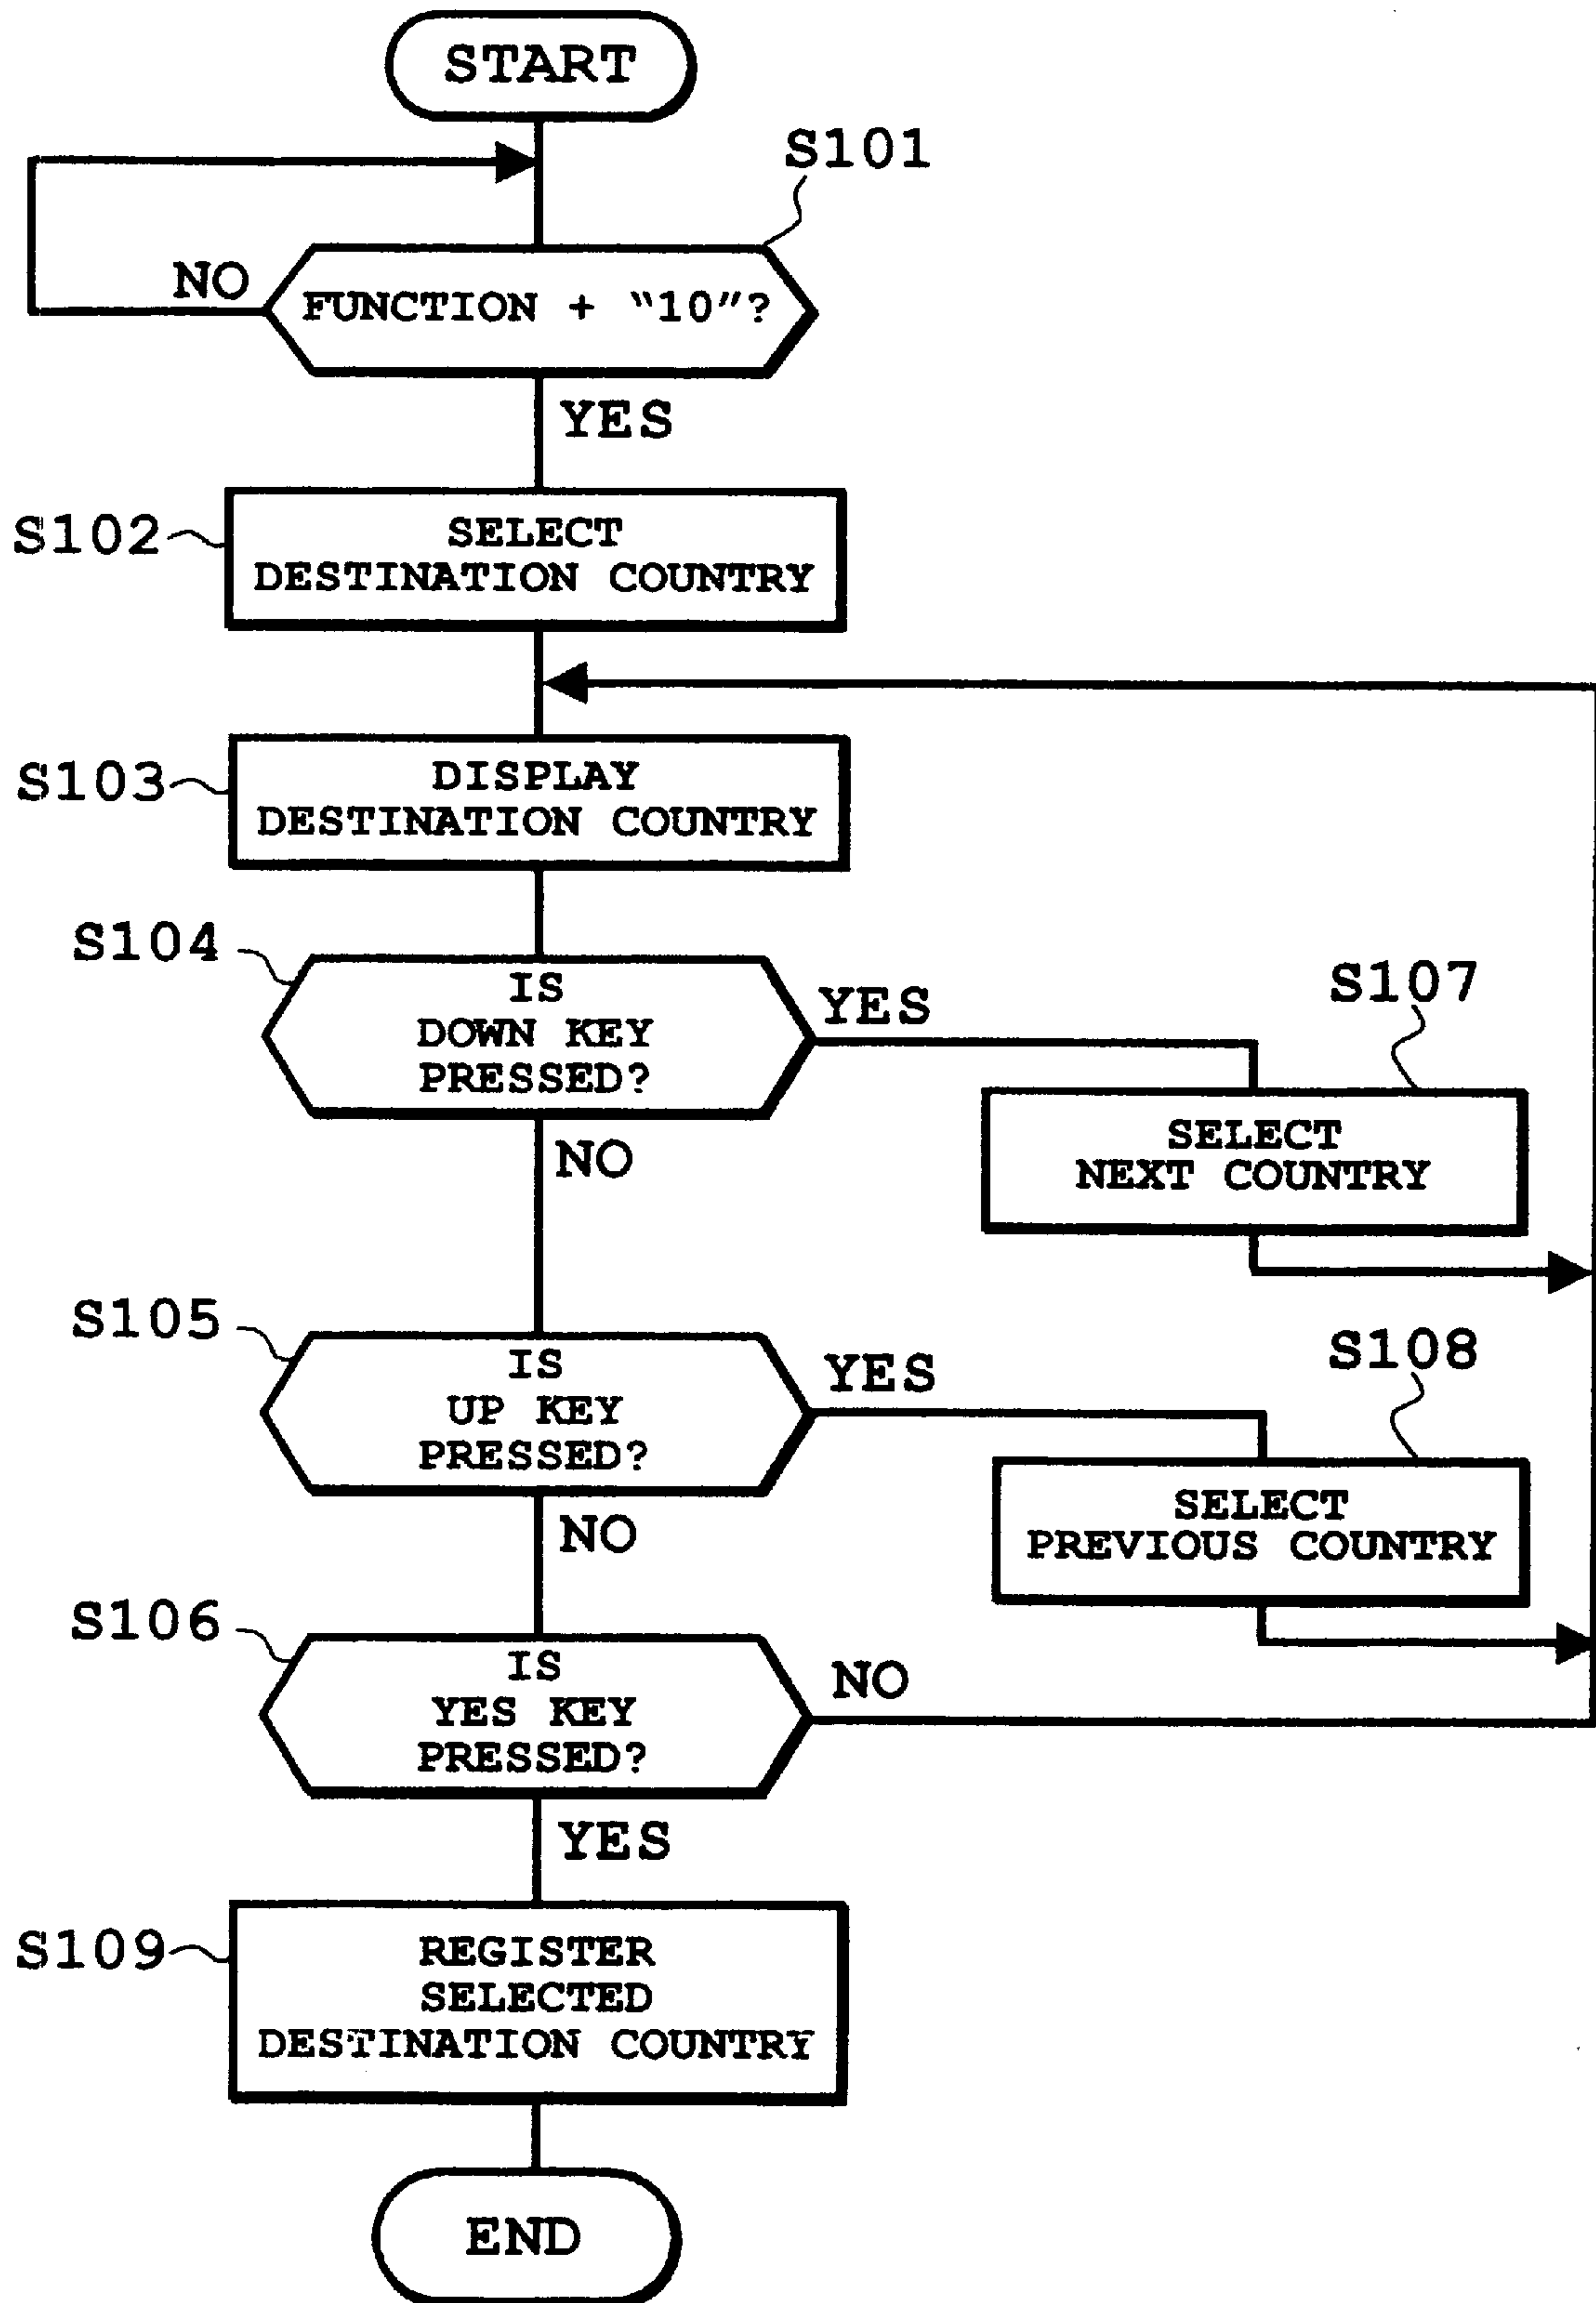 START
S101
NO
FUNCTION + “10”?
YES
S102
SELECT
DESTINATION COUNTRY
S103
DISPLAY
DESTINATION COUNTRY
S104
IS
DOWN KEY
PRESSED?
YES
S107
NO
SELECT
NEXT COUNTRY
S105
IS
UP KEY
PRESSED?
YES
S108
NO
SELECT
PREVIOUS COUNTRY
S106
IS
YES KEY
PRESSED?
NO
YES
S109
REGISTER
SELECTED
DESTINATION COUNTRY
END